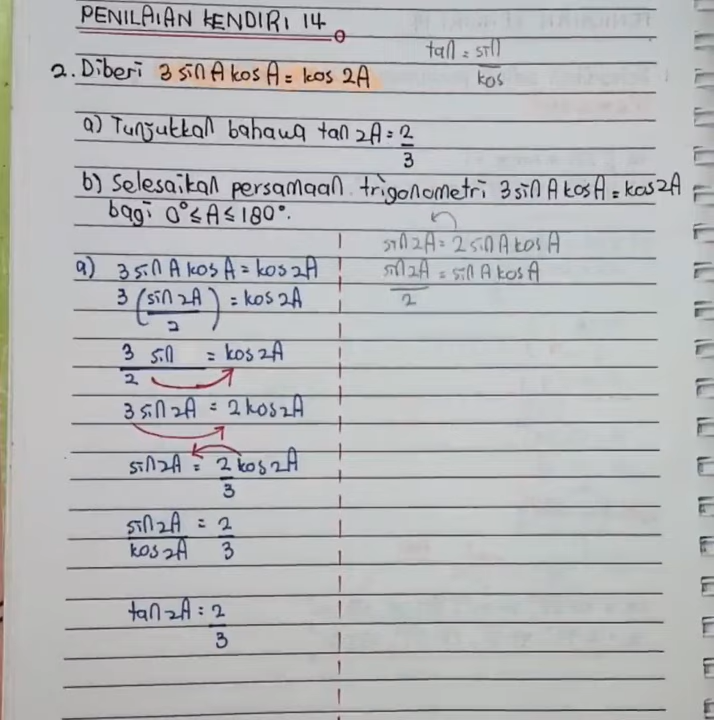 PENILAIAN KENDIRI 14
tan = sin
kos
2. Diberi 3 sin A kos A = kos 2A
a) Tunjukkan bahawa tan 2A = 2
3
b) Selesaikan persamaan trigonometri 3 sin A kos A = kos 2A
bagi 0° ≤ A ≤ 180°.
sin 2A = 2 sin A kos A
sin 2A = sin A kos A
2
a) 3 sin A kos A = kos 2A
3 (sin 2A) = kos 2A
2
3 sin = kos 2A
2
3 sin 2A = 2 kos 2A
sin 2A = 2 kos 2A
3
sin 2A = 2
kos 2A 3
tan 2A = 2
3